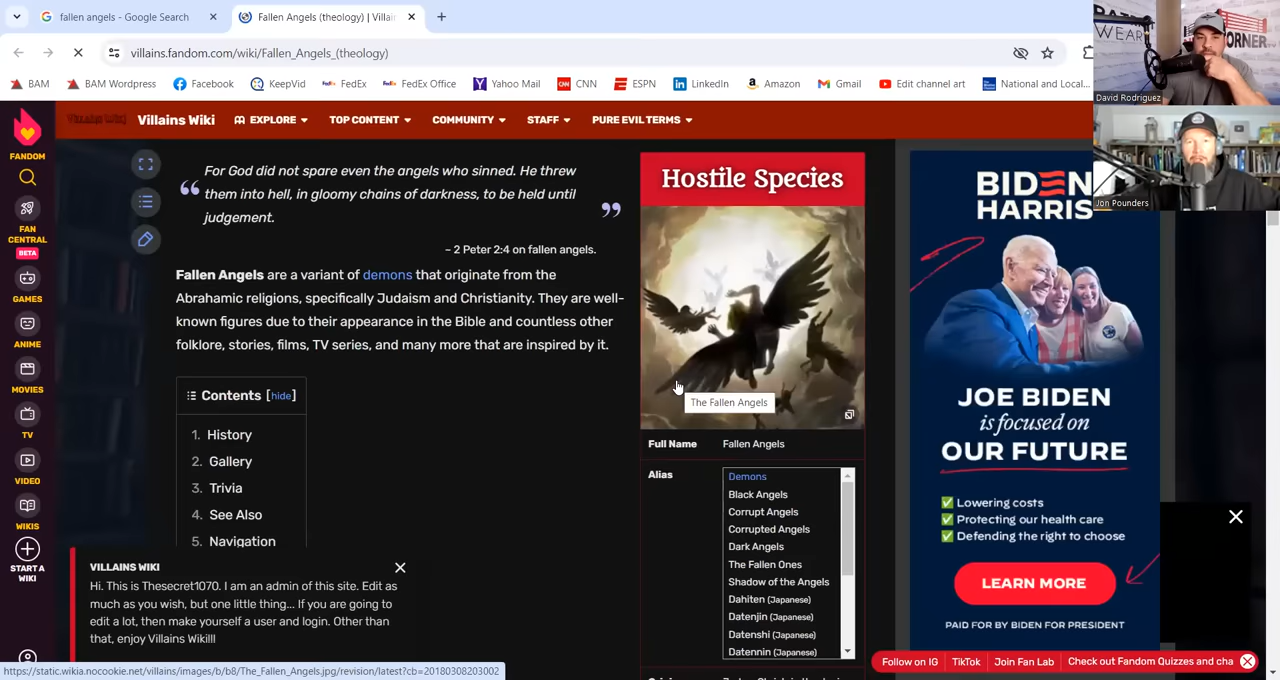 fallen angels - Google Search
Fallen Angels (theology) | Villai
villains.fandom.com/wiki/Fallen_Angels_(theology)
BAM
BAM Wordpress
Facebook
KeepVid
FedEx
FedEx Office
Yahoo Mail
CNN
ESPN
LinkedIn
Amazon
Gmail
Edit channel art
National and Local...
WEAR
CORNER
David Rodriguez
Jon Pounders
Villains Wiki
EXPLORE
TOP CONTENT
COMMUNITY
STAFF
PURE EVIL TERMS
FANDOM
FAN
CENTRAL
BETA
GAMES
ANIME
MOVIES
TV
VIDEO
WIKIS
START A
WIKI
“ For God did not spare even the angels who sinned. He threw
them into hell, in gloomy chains of darkness, to be held until
judgement. ”
– 2 Peter 2:4 on fallen angels.
Fallen Angels are a variant of demons that originate from the
Abrahamic religions, specifically Judaism and Christianity. They are well-
known figures due to their appearance in the Bible and countless other
folklore, stories, films, TV series, and many more that are inspired by it.
Contents [hide]
1. History
2. Gallery
3. Trivia
4. See Also
5. Navigation
VILLAINS WIKI
Hi. This is Thesecret1070. I am an admin of this site. Edit as
much as you wish, but one little thing... If you are going to
edit a lot, then make yourself a user and login. Other than
that, enjoy Villains Wiki!!!
Hostile Species
The Fallen Angels
Full Name Fallen Angels
Alias
Demons
Black Angels
Corrupt Angels
Corrupted Angels
Dark Angels
The Fallen Ones
Shadow of the Angels
Dahiten (Japanese)
Datenjin (Japanese)
Datenshi (Japanese)
Datennin (Japanese)
BIDEN
HARRIS
JOE BIDEN
is focused on
OUR FUTURE
✅ Lowering costs
✅ Protecting our health care
✅ Defending the right to choose
LEARN MORE
PAID FOR BY BIDEN FOR PRESIDENT
Follow on IG
TikTok
Join Fan Lab
Check out Fandom Quizzes and cha
https://static.wikia.nocookie.net/villains/images/b/b8/The_Fallen_Angels.jpg/revision/latest?cb=20180308203002